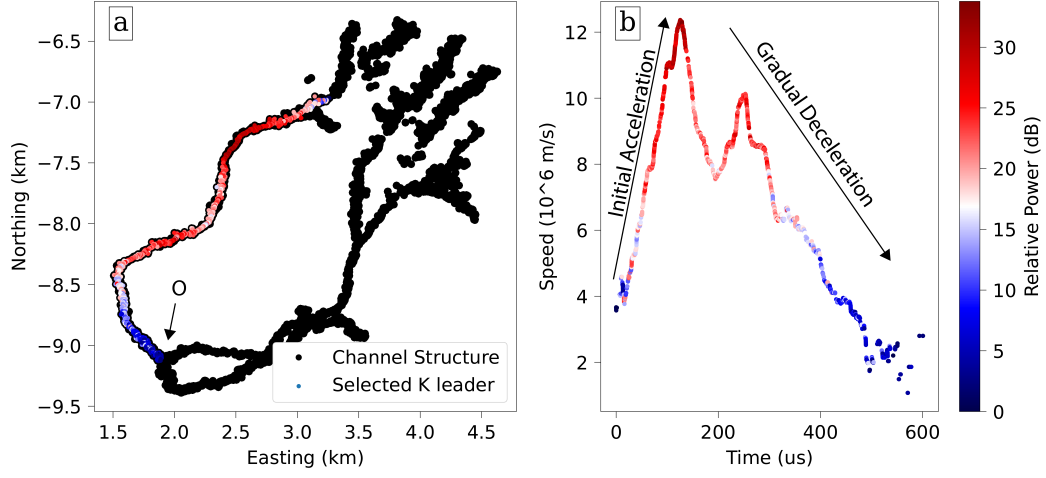 a
−6.5
−7.0
−7.5
−8.0
−8.5
−9.0
−9.5
Northing (km)
O
Channel Structure
Selected K leader
1.5 2.0 2.5 3.0 3.5 4.0 4.5
Easting (km)
b
12
10
8
6
4
2
Speed (10^6 m/s)
Initial Acceleration
Gradual Deceleration
0 200 400 600
Time (us)
30
25
20
15
10
5
0
Relative Power (dB)